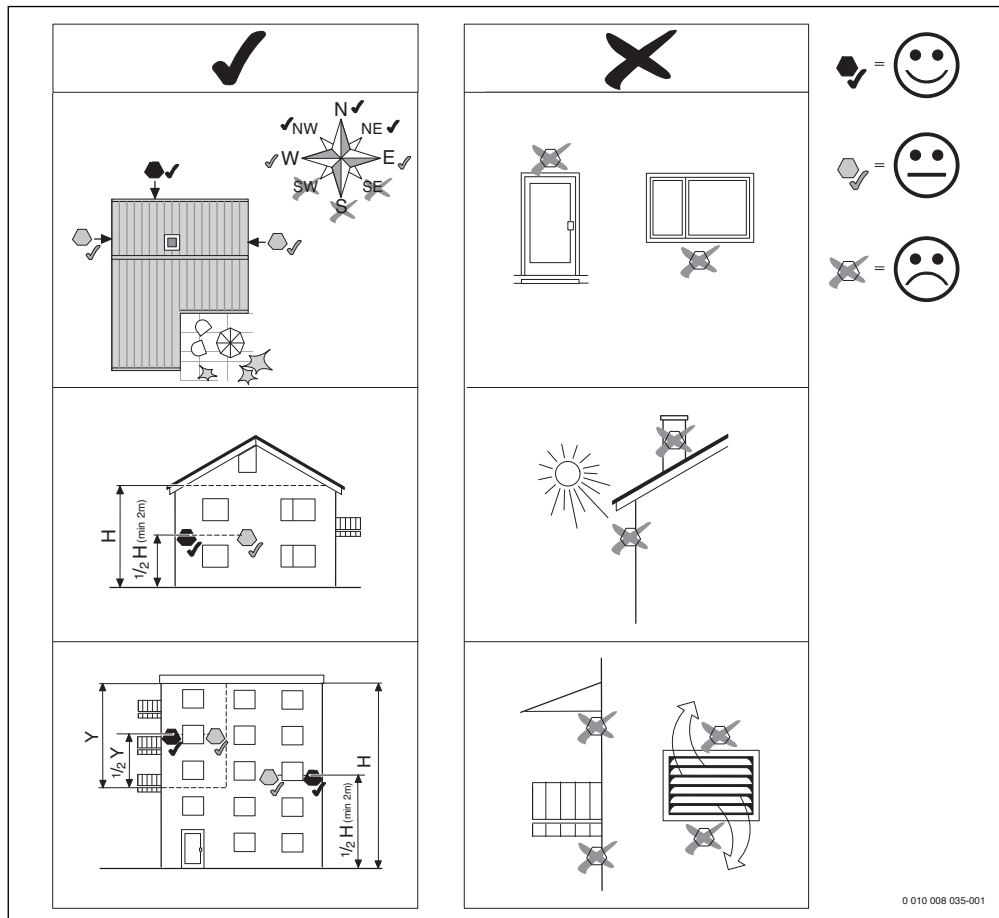 N
NW
NE
W
E
SW
SE
S
=
=
=
H
1/2 H (min 2m)
Y
1/2 Y
H
1/2 H (min 2m)
0 010 008 035-001